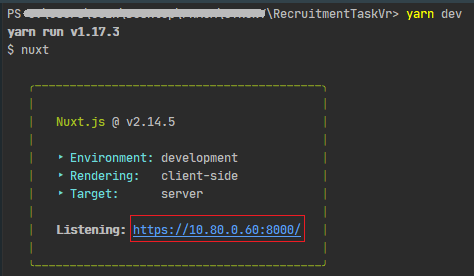 PS \RecruitmentTaskVr> yarn dev
yarn run v1.17.3
$ nuxt
Nuxt.js @ v2.14.5
‣ Environment: development
‣ Rendering: client-side
‣ Target: server
Listening: https://10.80.0.60:8000/